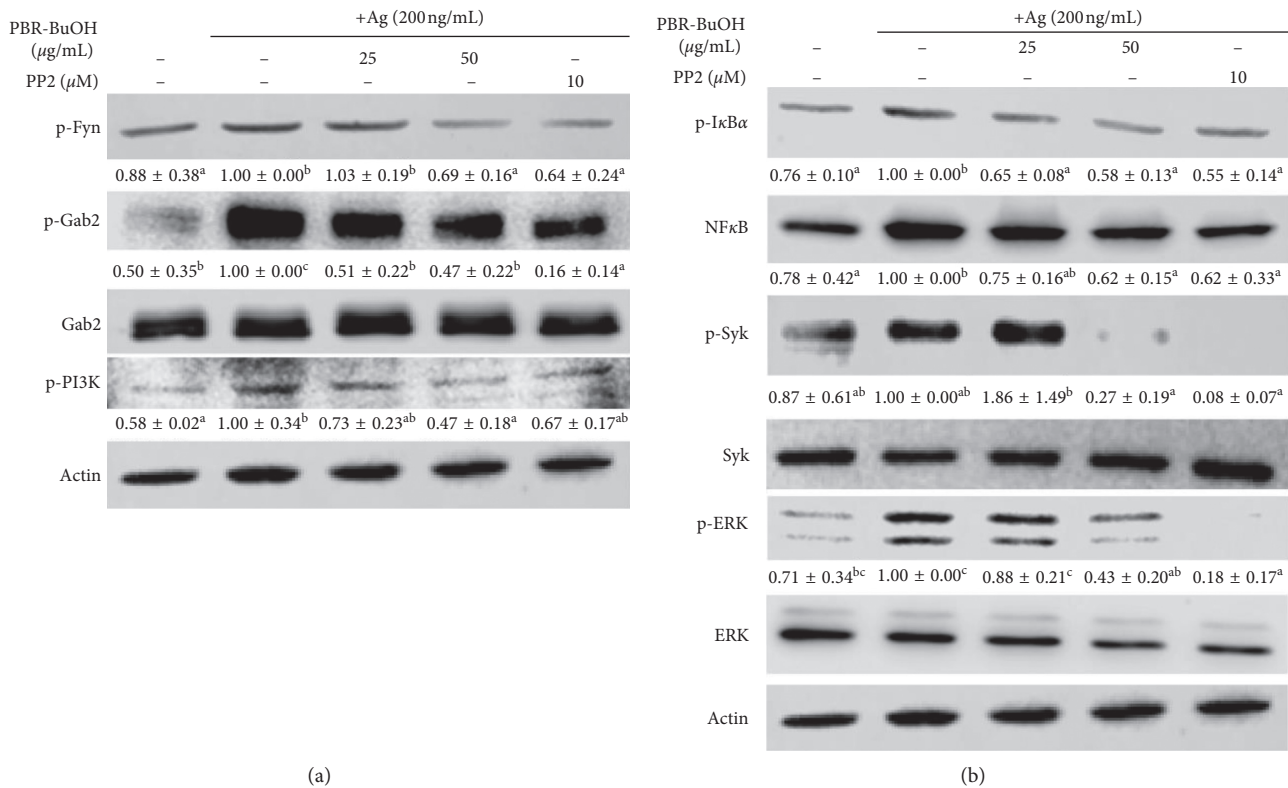 +Ag (200 ng/mL)
PBR-BuOH
(μg/mL)
– – 25 50 –
PP2 (μM) – – – – 10
p-Fyn
0.88 ± 0.38ᵃ 1.00 ± 0.00ᵇ 1.03 ± 0.19ᵇ 0.69 ± 0.16ᵃ 0.64 ± 0.24ᵃ
p-Gab2
0.50 ± 0.35ᵇ 1.00 ± 0.00ᶜ 0.51 ± 0.22ᵇ 0.47 ± 0.22ᵇ 0.16 ± 0.14ᵃ
Gab2
p-PI3K
0.58 ± 0.02ᵃ 1.00 ± 0.34ᵇ 0.73 ± 0.23ᵃᵇ 0.47 ± 0.18ᵃ 0.67 ± 0.17ᵃᵇ
Actin
(a)
+Ag (200 ng/mL)
PBR-BuOH
(μg/mL)
– – 25 50 –
PP2 (μM) – – – – 10
p-IκBα
0.76 ± 0.10ᵃ 1.00 ± 0.00ᵇ 0.65 ± 0.08ᵃ 0.58 ± 0.13ᵃ 0.55 ± 0.14ᵃ
NFκB
0.78 ± 0.42ᵃ 1.00 ± 0.00ᵇ 0.75 ± 0.16ᵃᵇ 0.62 ± 0.15ᵃ 0.62 ± 0.33ᵃ
p-Syk
0.87 ± 0.61ᵃᵇ 1.00 ± 0.00ᵃᵇ 1.86 ± 1.49ᵇ 0.27 ± 0.19ᵃ 0.08 ± 0.07ᵃ
Syk
p-ERK
0.71 ± 0.34ᵇᶜ 1.00 ± 0.00ᶜ 0.88 ± 0.21ᶜ 0.43 ± 0.20ᵃᵇ 0.18 ± 0.17ᵃ
ERK
Actin
(b)